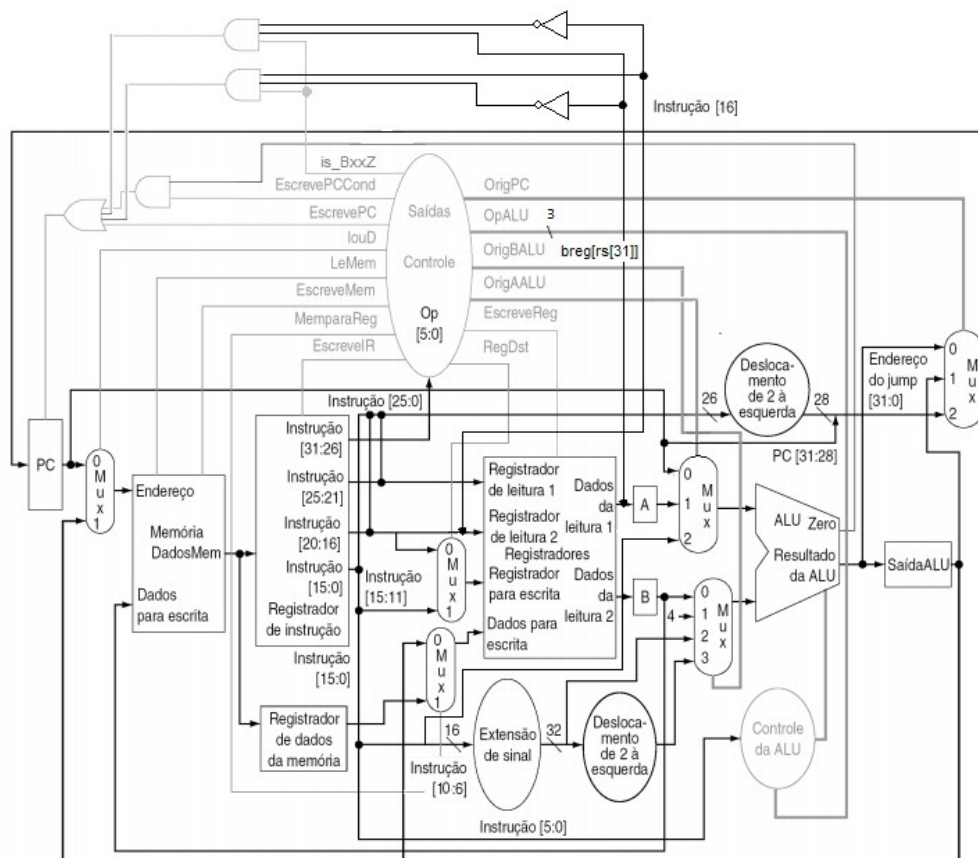 Instrução [16]
is_BxxZ
EscrevePCCond
EscrevePC
IouD
LeMem
EscreveMem
MemparaReg
EscreveIR
Saídas
Controle
Op
[5:0]
OrigPC
OpALU
3
OrigBALU
breg[rs[31]]
OrigAALU
EscreveReg
RegDst
Instrução [25:0]
26
Deslocamento
de 2 à
esquerda
28
Endereço
do jump
[31:0]
PC [31:28]
0
1
2
M
u
x
PC
0
M
u
x
1
Endereço
Memória
DadosMem
Dados
para escrita
Instrução
[31:26]
Instrução
[25:21]
Instrução
[20:16]
Instrução
[15:0]
Registrador
de instrução
Instrução
[15:11]
0
M
u
x
1
Registrador
de leitura 1
Registrador
de leitura 2
Registradores
Registrador
para escrita
Dados para
escrita
Dados
da
leitura 1
Dados
da
leitura 2
A
B
0
1
2
M
u
x
4
0
1
2
3
M
u
x
ALU
Zero
Resultado
da ALU
SaídaALU
Instrução
[15:0]
0
M
u
x
1
Registrador
de dados
da memória
16
Extensão
de sinal
32
Deslocamento
de 2 à
esquerda
Controle
da ALU
Instrução
[10:6]
Instrução [5:0]